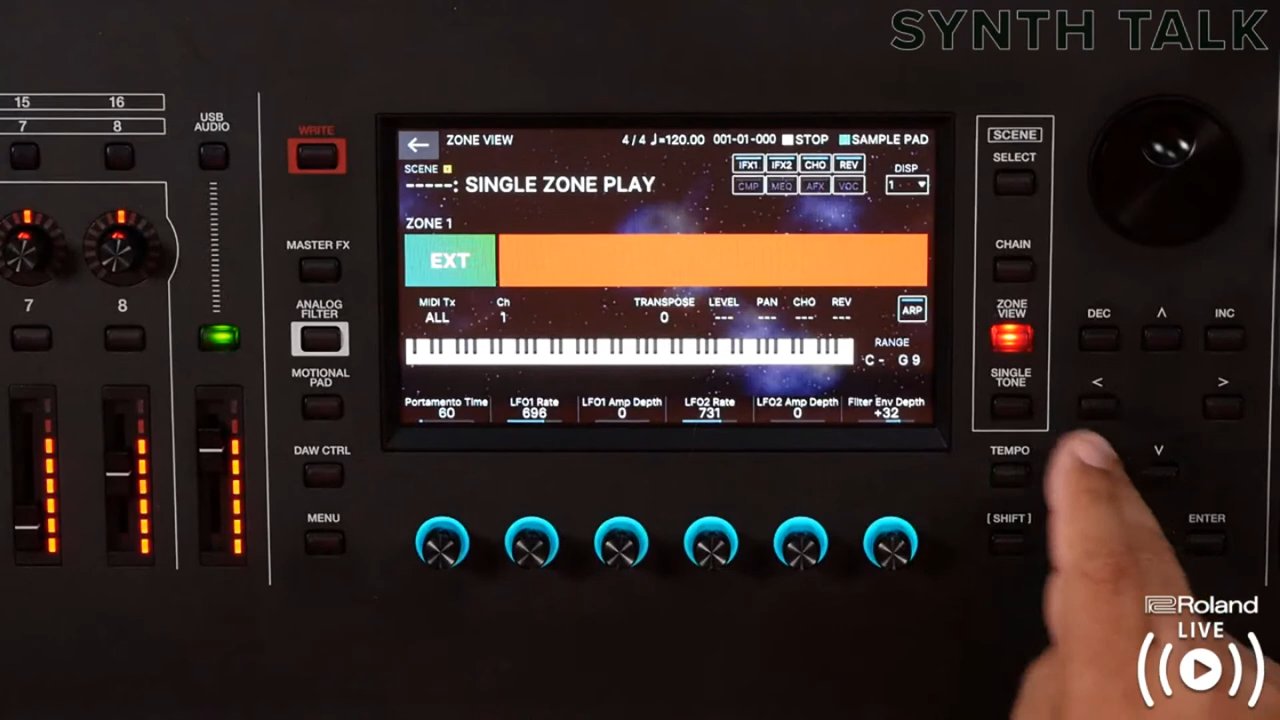 SYNTH TALK
15 16
7 8
USB
AUDIO
7
8
WRITE
MASTER FX
ANALOG
FILTER
MOTIONAL
PAD
DAW CTRL
MENU
ZONE VIEW
4/4 ♩=120.00 001-01-000 STOP SAMPLE PAD
SCENE
-----: SINGLE ZONE PLAY
IFX1 IFX2 CHO REV
CMP MEQ AFX VOC
DISP
1
ZONE 1
EXT
MIDI Tx Ch TRANSPOSE LEVEL PAN CHO REV
ALL 1 0 --- --- --- ---
ARP
RANGE
C- G9
Portamento Time LFO1 Rate LFO1 Amp Depth LFO2 Rate LFO2 Amp Depth Filter Env Depth
60 696 0 731 0 +32
SCENE
SELECT
CHAIN
ZONE
VIEW
SINGLE
TONE
TEMPO
[SHIFT]
DEC ∧ INC
< >
∨
ENTER
Roland
LIVE